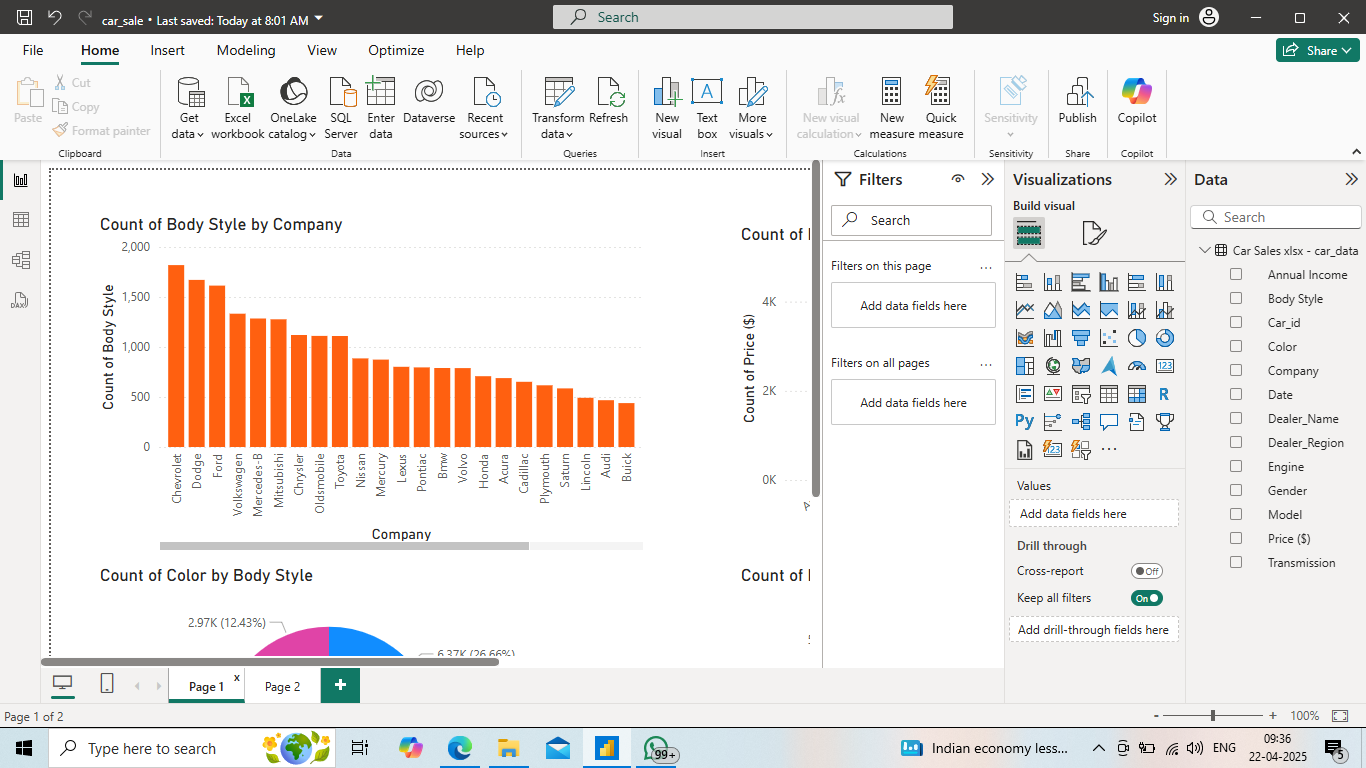 car_sale • Last saved: Today at 8:01 AM
Search
Sign in
File
Home
Insert
Modeling
View
Optimize
Help
Share
Paste
Cut
Copy
Format painter
Clipboard
Get data
Excel workbook
OneLake catalog
SQL Server
Enter data
Dataverse
Recent sources
Data
Transform data
Refresh
Queries
New visual
Text box
More visuals
Insert
New visual calculation
New measure
Quick measure
Calculations
Sensitivity
Sensitivity
Publish
Share
Copilot
Copilot
Count of Body Style by Company
Count of Body Style
2,000
1,500
1,000
500
0
Chevrolet
Dodge
Ford
Volkswagen
Mercedes-B
Mitsubishi
Chrysler
Oldsmobile
Toyota
Nissan
Mercury
Lexus
Pontiac
Bmw
Volvo
Honda
Acura
Cadillac
Plymouth
Saturn
Lincoln
Audi
Buick
Company
Count of
Count of Price ($)
4K
2K
0K
Count of Color by Body Style
2.97K (12.43%)
6.37K (26.66%)
Count of
Filters
Search
Filters on this page
...
Add data fields here
Filters on all pages
...
Add data fields here
Visualizations
Build visual
123
R
Py
123
...
Values
Add data fields here
Drill through
Cross-report
Off
Keep all filters
On
Add drill-through fields here
Data
Search
Car Sales xlsx - car_data
Annual Income
Body Style
Car_id
Color
Company
Date
Dealer_Name
Dealer_Region
Engine
Gender
Model
Price ($)
Transmission
Page 1
x
Page 2
+
Page 1 of 2
- + 100%
Type here to search
99+
Indian economy less...
ENG
09:36
22-04-2025
5